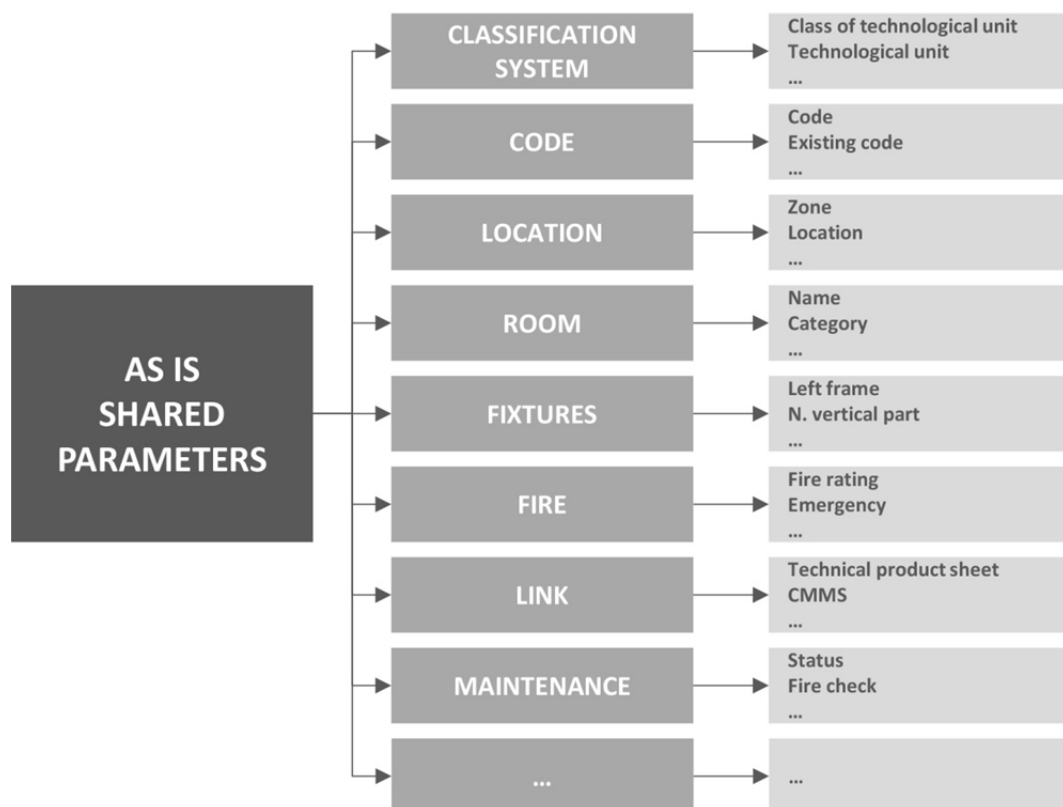 AS IS
SHARED
PARAMETERS
CLASSIFICATION
SYSTEM
Class of technological unit
Technological unit
…
CODE
Code
Existing code
…
LOCATION
Zone
Location
…
ROOM
Name
Category
…
FIXTURES
Left frame
N. vertical part
…
FIRE
Fire rating
Emergency
…
LINK
Technical product sheet
CMMS
…
MAINTENANCE
Status
Fire check
…
…
…